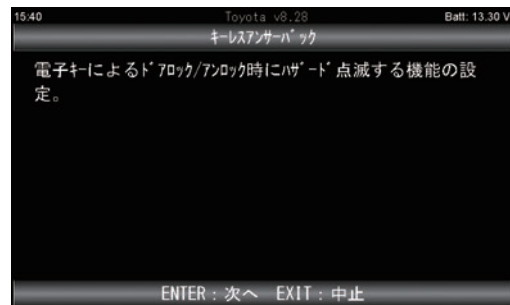 15:40 Toyota v8.28 Batt: 13.30 V
ｷｰﾚｽｱﾝｻｰﾊﾞｯｸ
電子ｷｰによるﾄﾞｱﾛｯｸ/ｱﾝﾛｯｸ時にﾊｻﾞｰﾄﾞ点滅する機能の設
定。
ENTER：次へ EXIT：中止